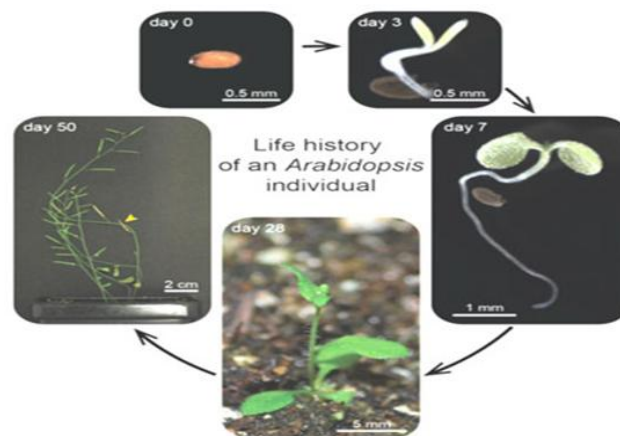 day 0
0.5 mm
day 3
0.5 mm
day 7
1 mm
day 28
5 mm
day 50
2 cm
Life history
of an Arabidopsis
individual